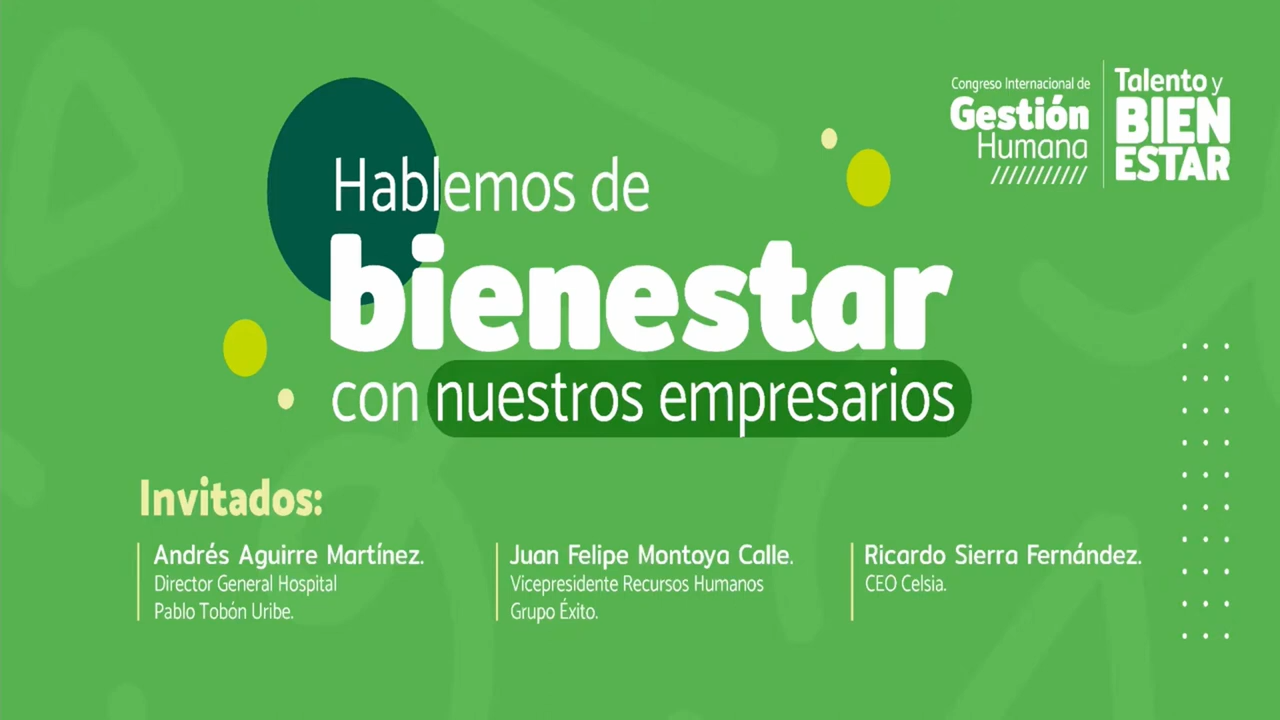 Congreso Internacional de
Gestión
Humana
Talento y
BIEN
ESTAR
Hablemos de
bienestar
con nuestros empresarios
Invitados:
Andrés Aguirre Martínez.
Director General Hospital
Pablo Tobón Uribe.
Juan Felipe Montoya Calle.
Vicepresidente Recursos Humanos
Grupo Éxito.
Ricardo Sierra Fernández.
CEO Celsia.